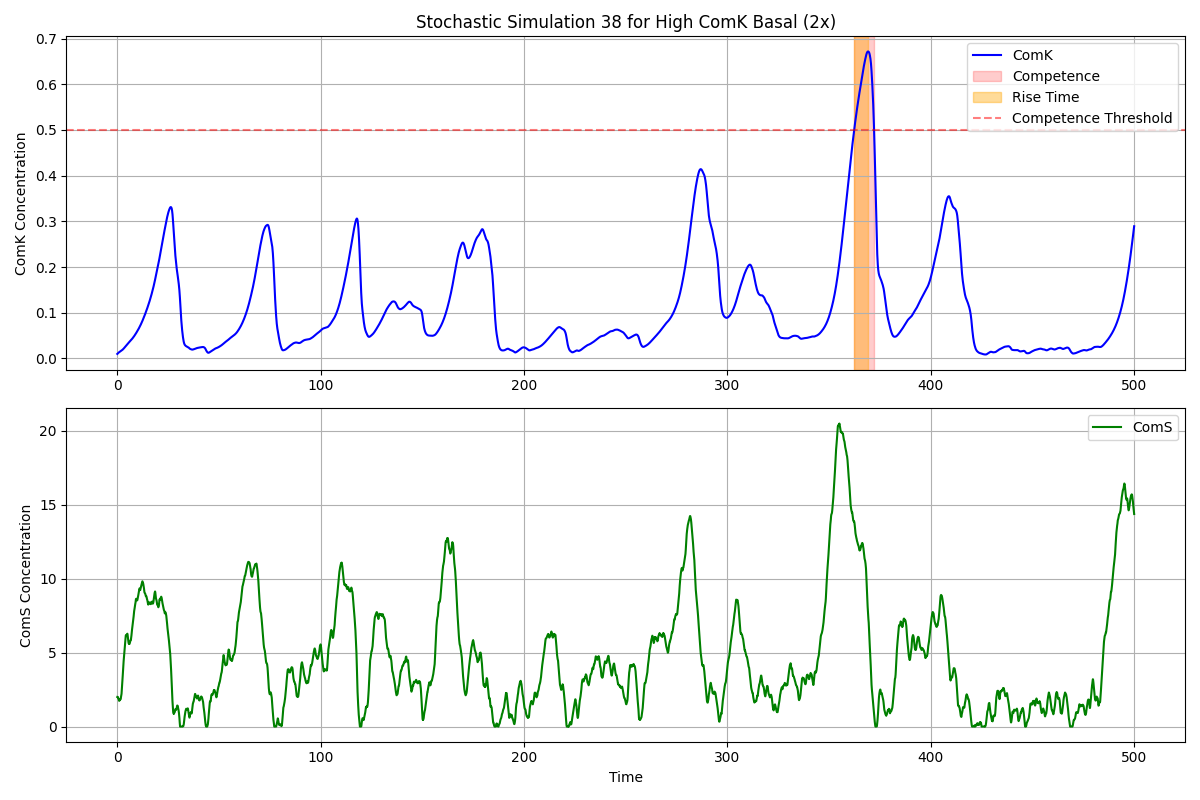 Stochastic Simulation 38 for High ComK Basal (2x)
ComK Concentration
0.7
0.6
0.5
0.4
0.3
0.2
0.1
0.0
ComK
Competence
Rise Time
Competence Threshold
0 100 200 300 400 500
ComS Concentration
20
15
10
5
0
ComS
0 100 200 300 400 500
Time